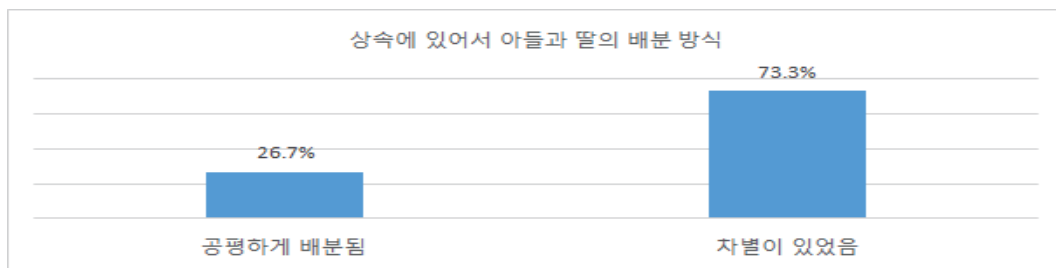 상속에 있어서 아들과 딸의 배분 방식
73.3%
26.7%
공평하게 배분됨
차별이 있었음